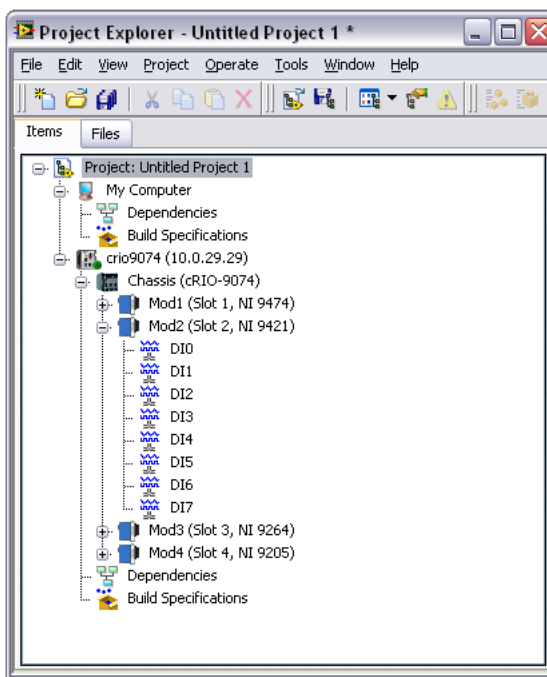 Project Explorer - Untitled Project 1 *
File Edit View Project Operate Tools Window Help
Items Files
Project: Untitled Project 1
My Computer
Dependencies
Build Specifications
crio9074 (10.0.29.29)
Chassis (cRIO-9074)
Mod1 (Slot 1, NI 9474)
Mod2 (Slot 2, NI 9421)
DI0
DI1
DI2
DI3
DI4
DI5
DI6
DI7
Mod3 (Slot 3, NI 9264)
Mod4 (Slot 4, NI 9205)
Dependencies
Build Specifications